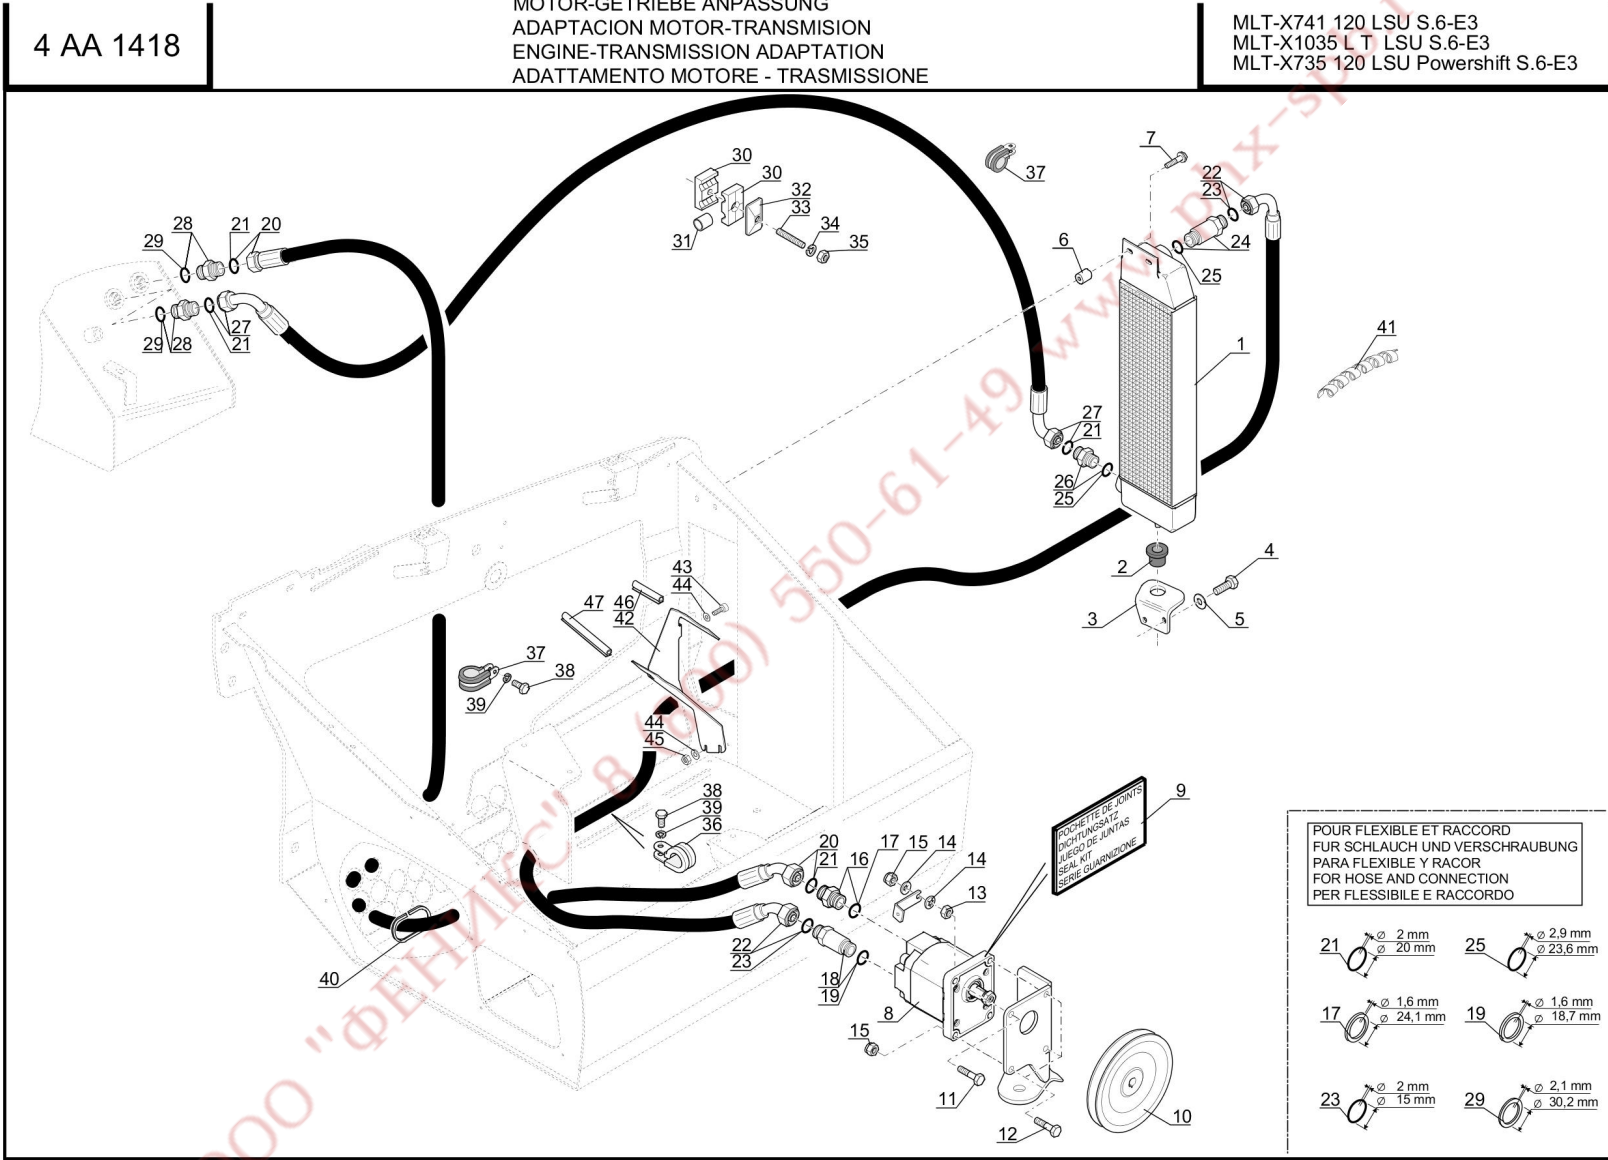 4 AA 1418
MOTOR-GETRIEBE ANPASSUNG
ADAPTACION MOTOR-TRANSMISION
ENGINE-TRANSMISSION ADAPTATION
ADATTAMENTO MOTORE - TRASMISSIONE
MLT-X741 120 LSU S.6-E3
MLT-X1035 L T LSU S.6-E3
MLT-X735 120 LSU Powershift S.6-E3
30
30
32
33
34
35
31
37
7
22
23
24
25
6
1
41
28
21
20
29
27
21
29
28
27
21
26
25
2
3
4
5
43
44
46
42
47
37
38
39
44
45
38
39
36
9
POCHETTE DE JOINTS
DICHTUNGSATZ
JUEGO DE JUNTAS
SEAL KIT
SERIE GUARNIZIONE
20
21
16
17
15
14
14
13
22
23
18
19
8
15
11
12
10
40
ООО "ФЕНИКС" 8 (800) 550-61-49 www.phx-spb.r
POUR FLEXIBLE ET RACCORD
FUR SCHLAUCH UND VERSCHRAUBUNG
PARA FLEXIBLE Y RACOR
FOR HOSE AND CONNECTION
PER FLESSIBILE E RACCORDO
21 Ø 2 mm
Ø 20 mm
25 Ø 2,9 mm
Ø 23,6 mm
17 Ø 1,6 mm
Ø 24,1 mm
19 Ø 1,6 mm
Ø 18,7 mm
23 Ø 2 mm
Ø 15 mm
29 Ø 2,1 mm
Ø 30,2 mm